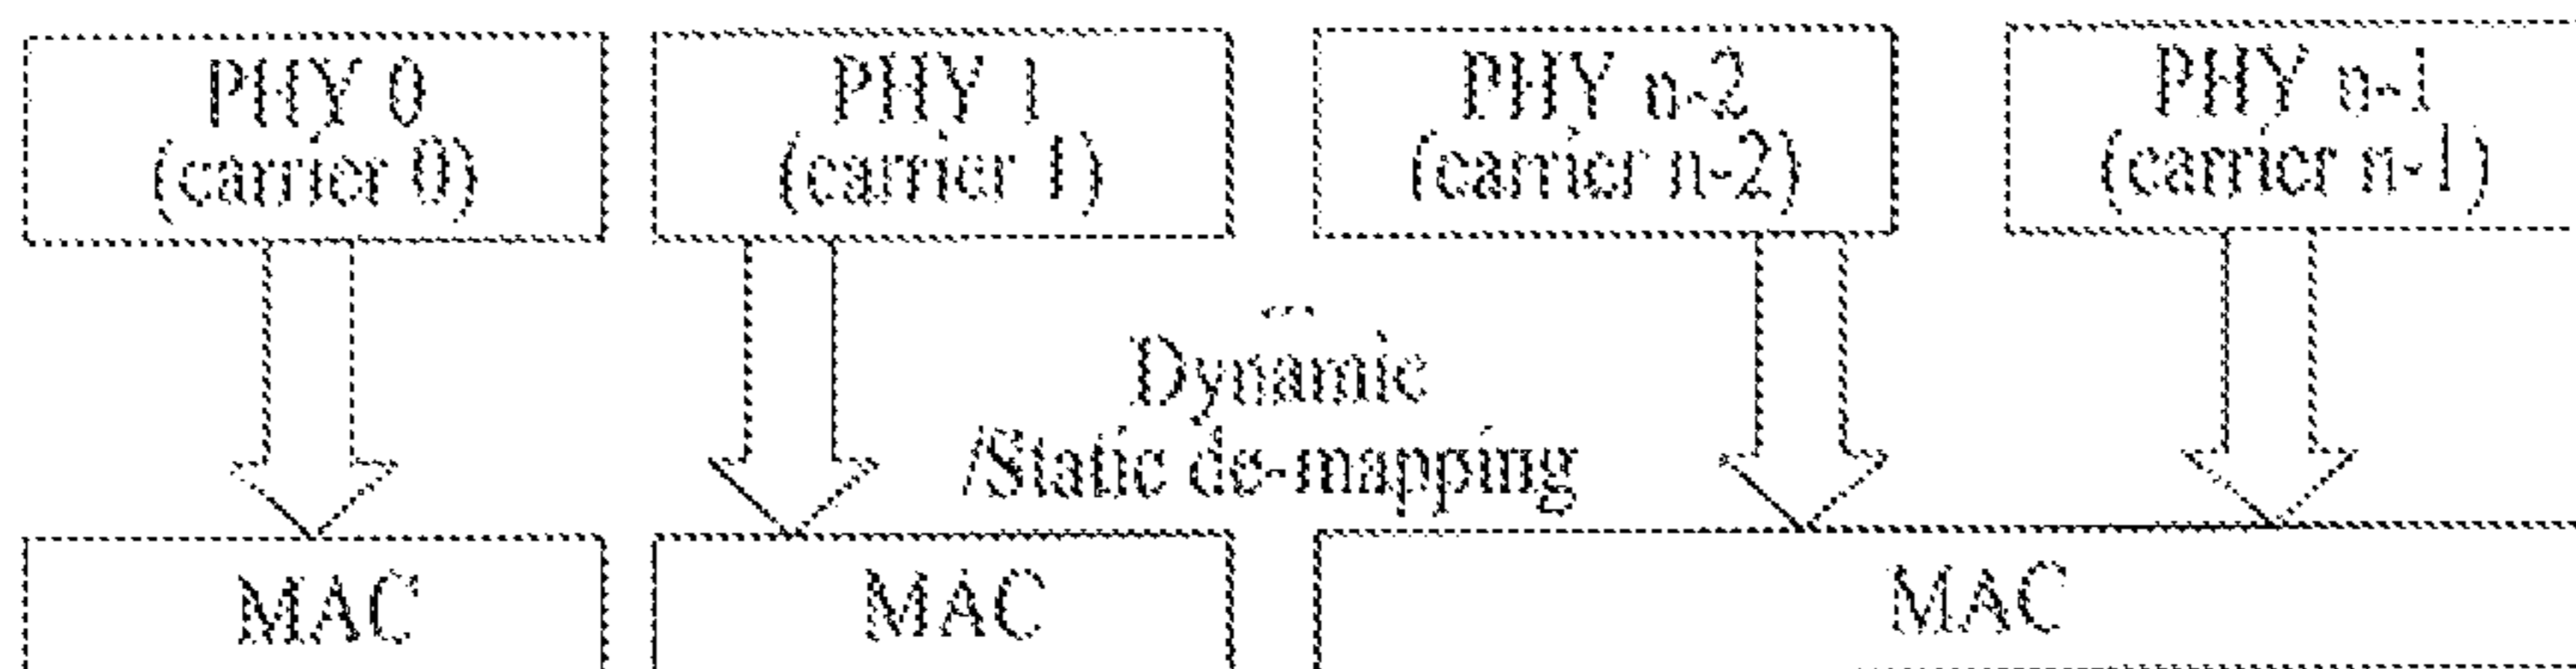 PHY 0
(carrier 0)
PHY 1
(carrier 1)
PHY n-2
(carrier n-2)
PHY n-1
(carrier n-1)
...
Dynamic
/Static de-mapping
MAC
MAC
MAC